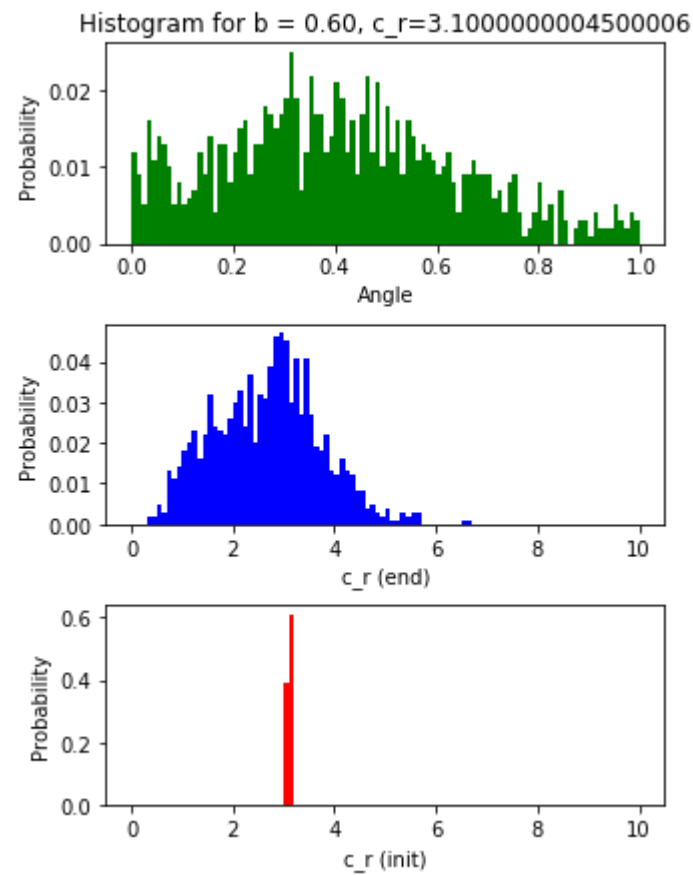 Histogram for b = 0.60, c_r=3.1000000004500006
0.02
0.01
0.00
Probability
0.0 0.2 0.4 0.6 0.8 1.0
Angle
0.04
0.03
0.02
0.01
0.00
Probability
0 2 4 6 8 10
c_r (end)
0.6
0.4
0.2
0.0
Probability
0 2 4 6 8 10
c_r (init)